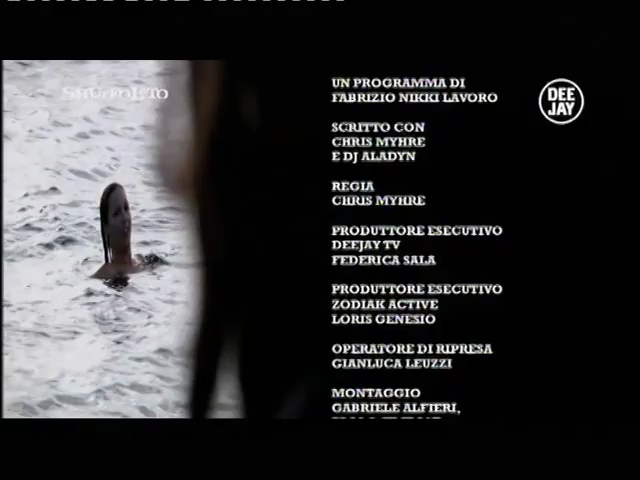 DEE
JAY
UN PROGRAMMA DI
FABRIZIO NIKKI LAVORO
SCRITTO CON
CHRIS MYHRE
E DJ ALADYN
REGIA
CHRIS MYHRE
PRODUTTORE ESECUTIVO
DEEJAY TV
FEDERICA SALA
PRODUTTORE ESECUTIVO
ZODIAK ACTIVE
LORIS GENESIO
OPERATORE DI RIPRESA
GIANLUCA LEUZZI
MONTAGGIO
GABRIELE ALFIERI,